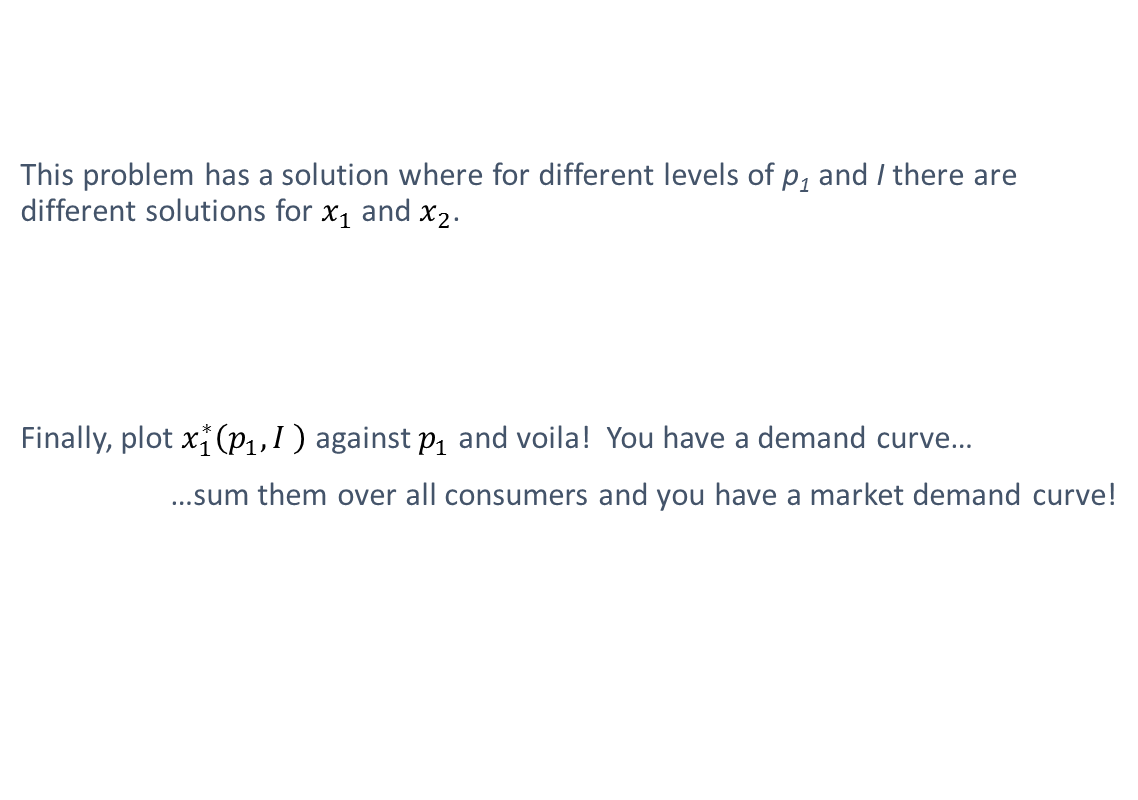 This problem has a solution where for different levels of p₁ and I there are
different solutions for x₁ and x₂.
Finally, plot x₁*(p₁, I ) against p₁ and voila! You have a demand curve…
…sum them over all consumers and you have a market demand curve!